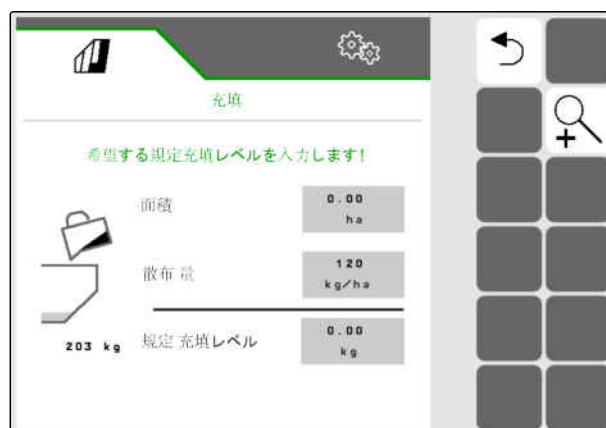 充填
希望する規定充填レベルを入力します!
面積
0.00
ha
散布 量
120
kg/ha
203 kg
規定 充填レベル
0.00
kg